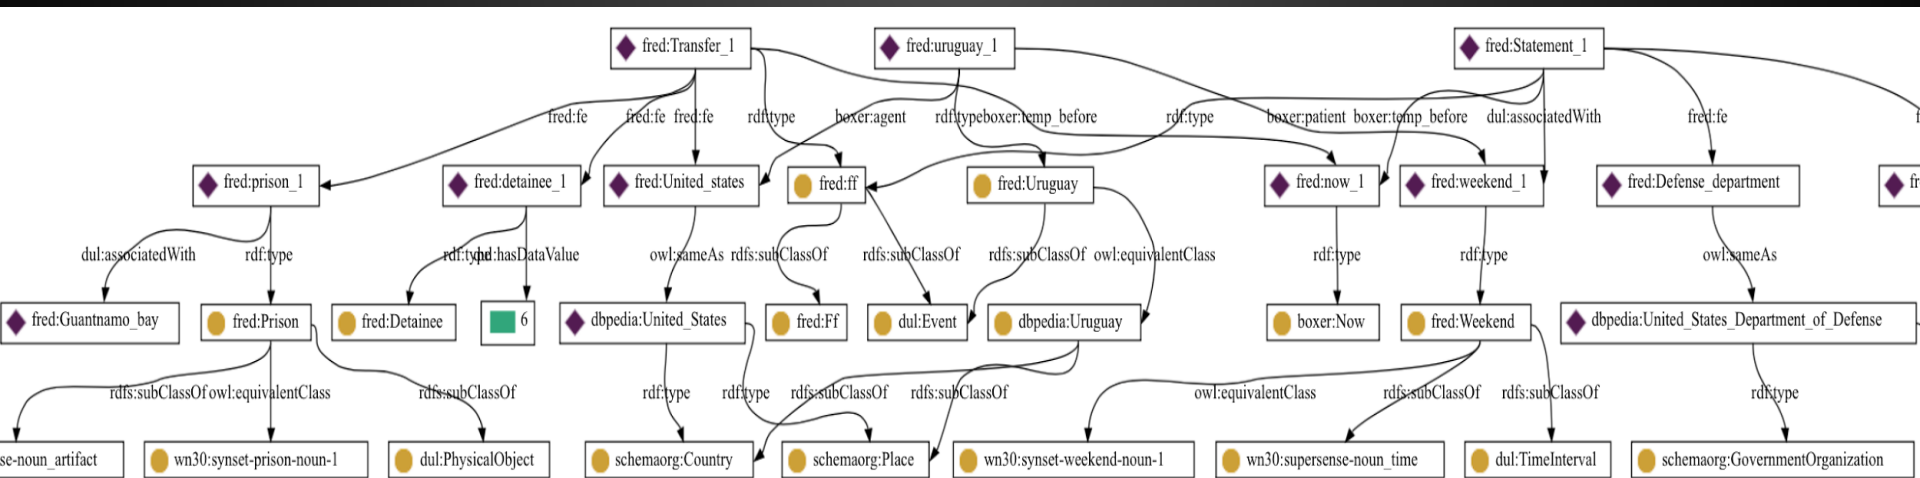 fred:Transfer_1 fred:uruguay_1 fred:Statement_1
fred:fe fred:fe fred:fe rdf:type boxer:agent rdf:type boxer:temp_before rdf:type boxer:patient boxer:temp_before dul:associatedWith fred:fe
fred:prison_1 fred:detainee_1 fred:United_states fred:ff fred:Uruguay fred:now_1 fred:weekend_1 fred:Defense_department
dul:associatedWith rdf:type rdf:type dul:hasDataValue owl:sameAs rdfs:subClassOf rdfs:subClassOf rdfs:subClassOf owl:equivalentClass rdf:type rdf:type owl:sameAs
fred:Guantnamo_bay fred:Prison fred:Detainee 6 dbpedia:United_States fred:Ff dul:Event dbpedia:Uruguay boxer:Now fred:Weekend dbpedia:United_States_Department_of_Defense
rdfs:subClassOf owl:equivalentClass rdfs:subClassOf rdf:type rdf:type rdfs:subClassOf rdfs:subClassOf owl:equivalentClass rdfs:subClassOf rdfs:subClassOf rdf:type
se-noun_artifact wn30:synset-prison-noun-1 dul:PhysicalObject schemaorg:Country schemaorg:Place wn30:synset-weekend-noun-1 wn30:supersense-noun_time dul:TimeInterval schemaorg:GovernmentOrganization